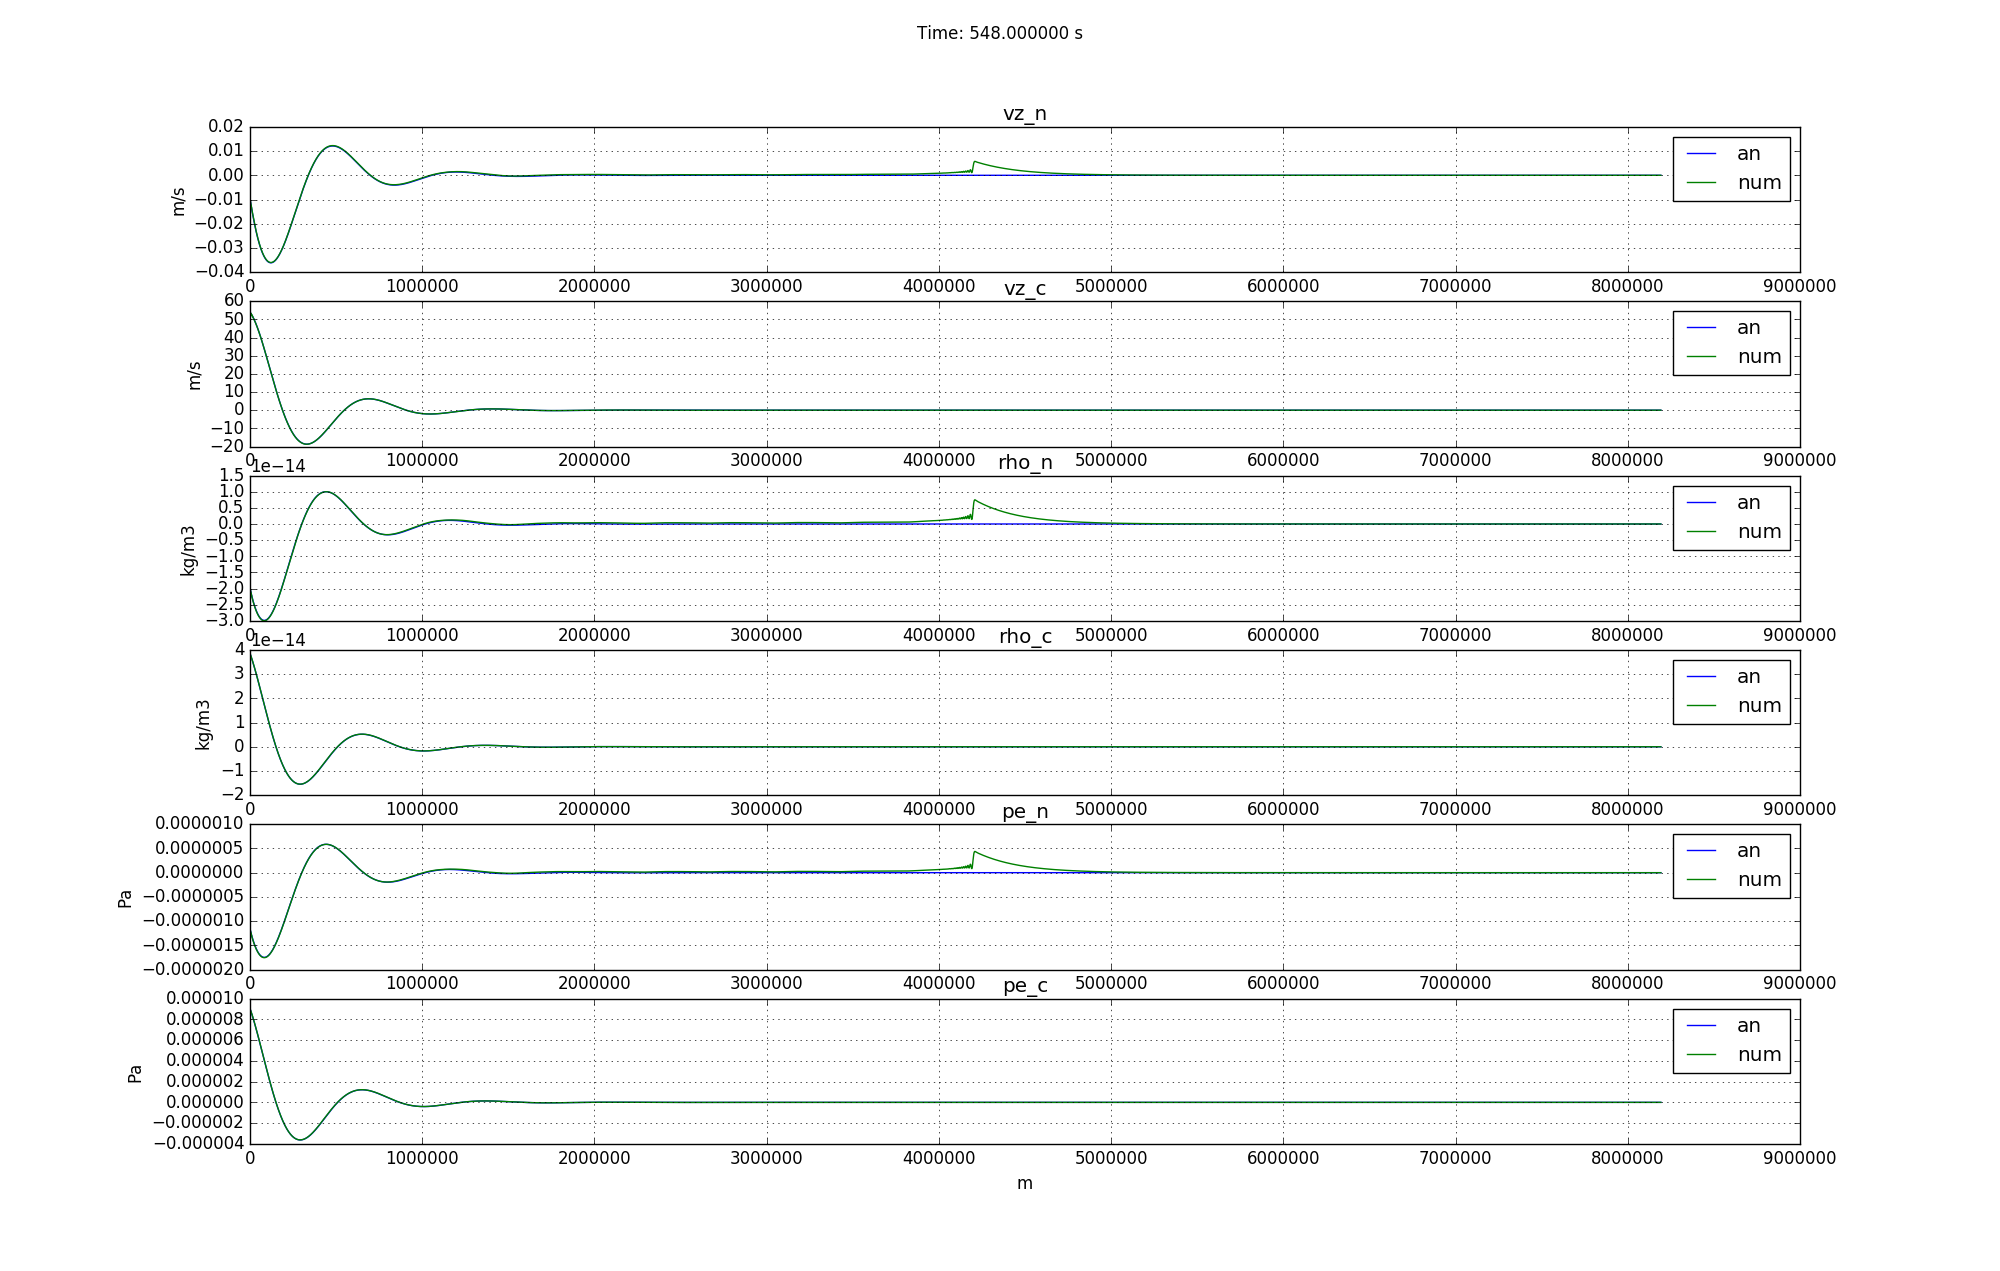 Time: 548.000000 s
vz_n
0.02
0.01
0.00
−0.01
−0.02
−0.03
−0.04
m/s
an
num
0 1000000 2000000 3000000 4000000 5000000 6000000 7000000 8000000 9000000
vz_c
60
50
40
30
20
10
0
−10
−20
m/s
an
num
0 1000000 2000000 3000000 4000000 5000000 6000000 7000000 8000000 9000000
1e−14
rho_n
1.5
1.0
0.5
0.0
−0.5
−1.0
−1.5
−2.0
−2.5
−3.0
kg/m3
an
num
0 1000000 2000000 3000000 4000000 5000000 6000000 7000000 8000000 9000000
1e−14
rho_c
4
3
2
1
0
−1
−2
kg/m3
an
num
0 1000000 2000000 3000000 4000000 5000000 6000000 7000000 8000000 9000000
pe_n
0.0000010
0.0000005
0.0000000
−0.0000005
−0.0000010
−0.0000015
−0.0000020
Pa
an
num
0 1000000 2000000 3000000 4000000 5000000 6000000 7000000 8000000 9000000
pe_c
0.000010
0.000008
0.000006
0.000004
0.000002
0.000000
−0.000002
−0.000004
Pa
an
num
0 1000000 2000000 3000000 4000000 5000000 6000000 7000000 8000000 9000000
m